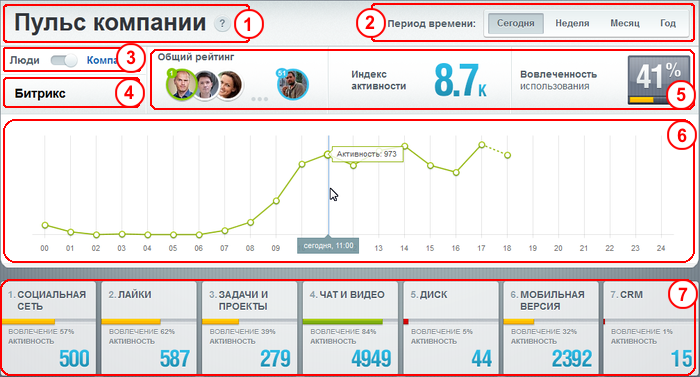 Пульс компании ? 1
2 Период времени: Сегодня Неделя Месяц Год
Люди 3
4 Битрикс
Общий рейтинг
1 51
Индекс
активности
8.7к
Вовлеченность
использования
41%
5
6
Активность: 973
00 01 02 03 04 05 06 07 08 09 сегодня, 11:00 13 14 15 16 17 18 19 20 21 22 23 24
7
1. СОЦИАЛЬНАЯ
СЕТЬ
ВОВЛЕЧЕНИЕ 57%
АКТИВНОСТЬ
500
2. ЛАЙКИ
ВОВЛЕЧЕНИЕ 62%
АКТИВНОСТЬ
587
3. ЗАДАЧИ И
ПРОЕКТЫ
ВОВЛЕЧЕНИЕ 39%
АКТИВНОСТЬ
279
4. ЧАТ И ВИДЕО
ВОВЛЕЧЕНИЕ 84%
АКТИВНОСТЬ
4949
5. ДИСК
ВОВЛЕЧЕНИЕ 5%
АКТИВНОСТЬ
44
6. МОБИЛЬНАЯ
ВЕРСИЯ
ВОВЛЕЧЕНИЕ 32%
АКТИВНОСТЬ
2392
7. CRM
ВОВЛЕЧЕНИЕ 1%
АКТИВНОСТЬ
15